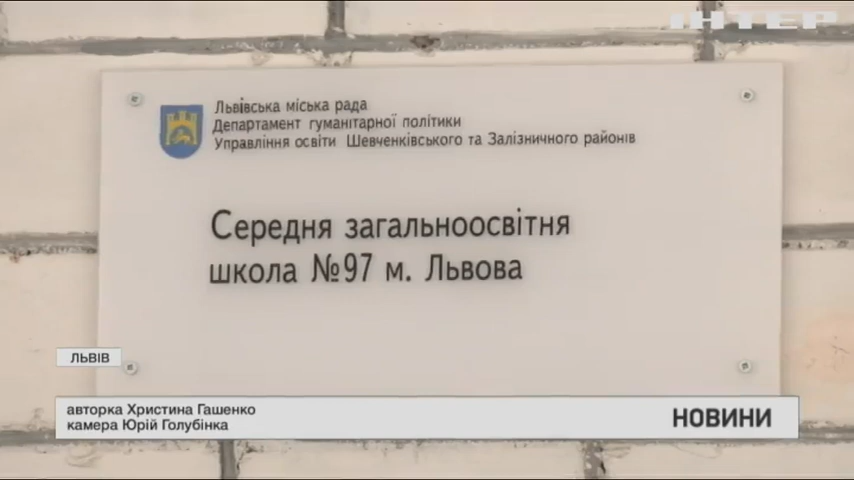 ІНТЕР
Львівська міська рада
Департамент гуманітарної політики
Управління освіти Шевченківського та Залізничного районів
Середня загальноосвітня
школа №97 м. Львова
ЛЬВІВ
авторка Христина Гашенко
камера Юрій Голубінка
НОВИНИ